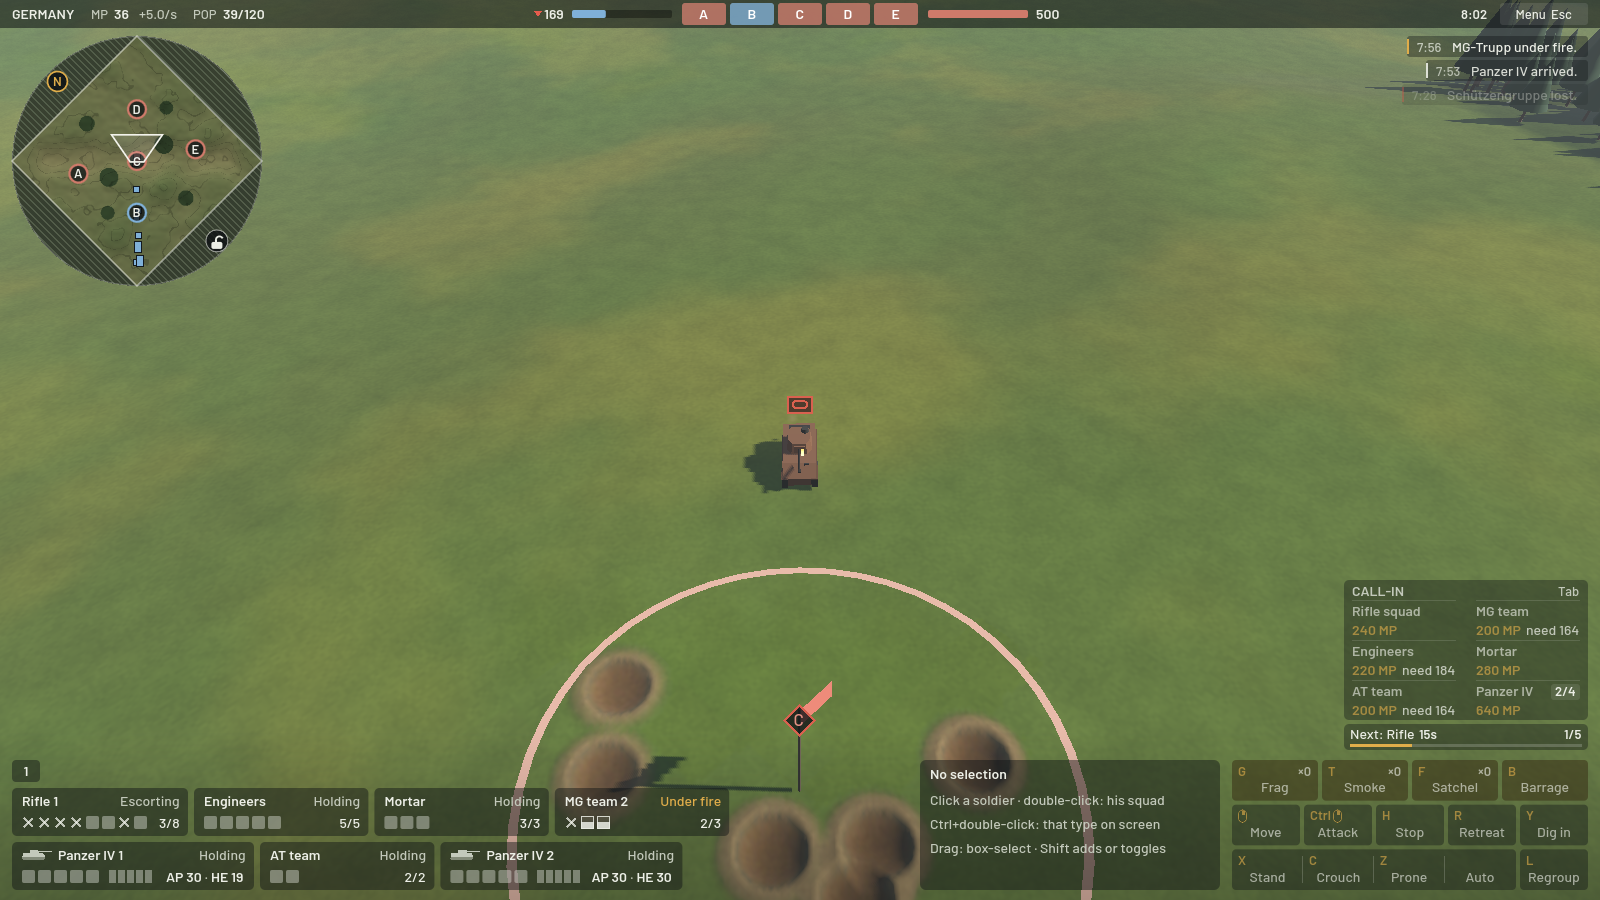 GERMANY MP 36 +5.0/s POP 39/120
169 A B C D E 500
8:02 Menu Esc
7:56 MG-Trupp under fire.
7:53 Panzer IV arrived.
7:28 Schützengruppe lost.
N
D
C
E
A
B
C
CALL-IN Tab
Rifle squad MG team
240 MP 200 MP need 164
Engineers Mortar
220 MP need 184 280 MP
AT team Panzer IV 2/4
200 MP need 164 640 MP
Next: Rifle 15s 1/5
1
Rifle 1 Escorting
3/8
Engineers Holding
5/5
Mortar Holding
3/3
MG team 2 Under fire
2/3
Panzer IV 1 Holding
AP 30 · HE 19
AT team Holding
2/2
Panzer IV 2 Holding
AP 30 · HE 30
No selection
Click a soldier · double-click: his squad
Ctrl+double-click: that type on screen
Drag: box-select · Shift adds or toggles
G ×0 T ×0 F ×0 B
Frag Smoke Satchel Barrage
Ctrl H R Y
Move Attack Stop Retreat Dig in
X C Z L
Stand Crouch Prone Auto Regroup